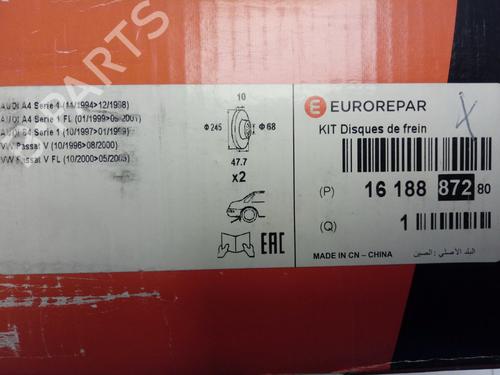 AUDI A4 Serie 1 (11/1994>12/1998)
AUDI A4 Serie 1 FL (01/1999>09/2001)
AUDI S4 Serie 1 (10/1997>01/1999)
VW Passat V (10/1996>08/2000)
VW Passat V FL (10/2000>05/2005)
10
Φ 245
Φ 68
47.7
x2
EAC
EUROREPAR
KIT Disques de frein
X
(P) 16 188 872 80
(Q) 1
MADE IN CN – CHINA البلد الأصلي: الصين
PARTS